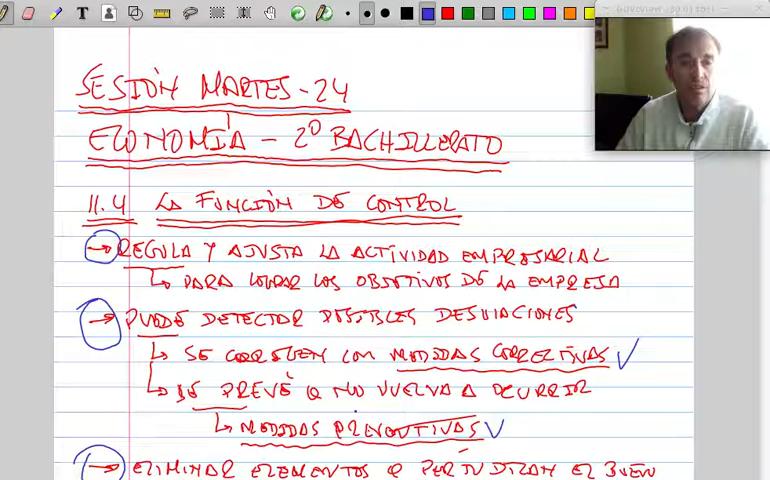 SESIÓN MARTES-24
ECONOMIA - 2º BACHILLERATO
11.4 LA FUNCIÓN DE CONTROL
→ REGULA Y AJUSTA LA ACTIVIDAD EMPRESARIAL
↳ PARA LOGRAR LOS OBJETIVOS DE LA EMPRESA
→ PUEDE DETECTAR POSIBLES DESVIACIONES
↳ SE CORRIGEN CON MEDIDAS CORRECTIVAS ✓
↳ SE PREVÉ Q NO VUELVA A OCURRIR
↳ MEDIDAS PREVENTIVAS ✓
→ ELIMINAR ELEMENTOS Q PERJUDICAN EL BUEN